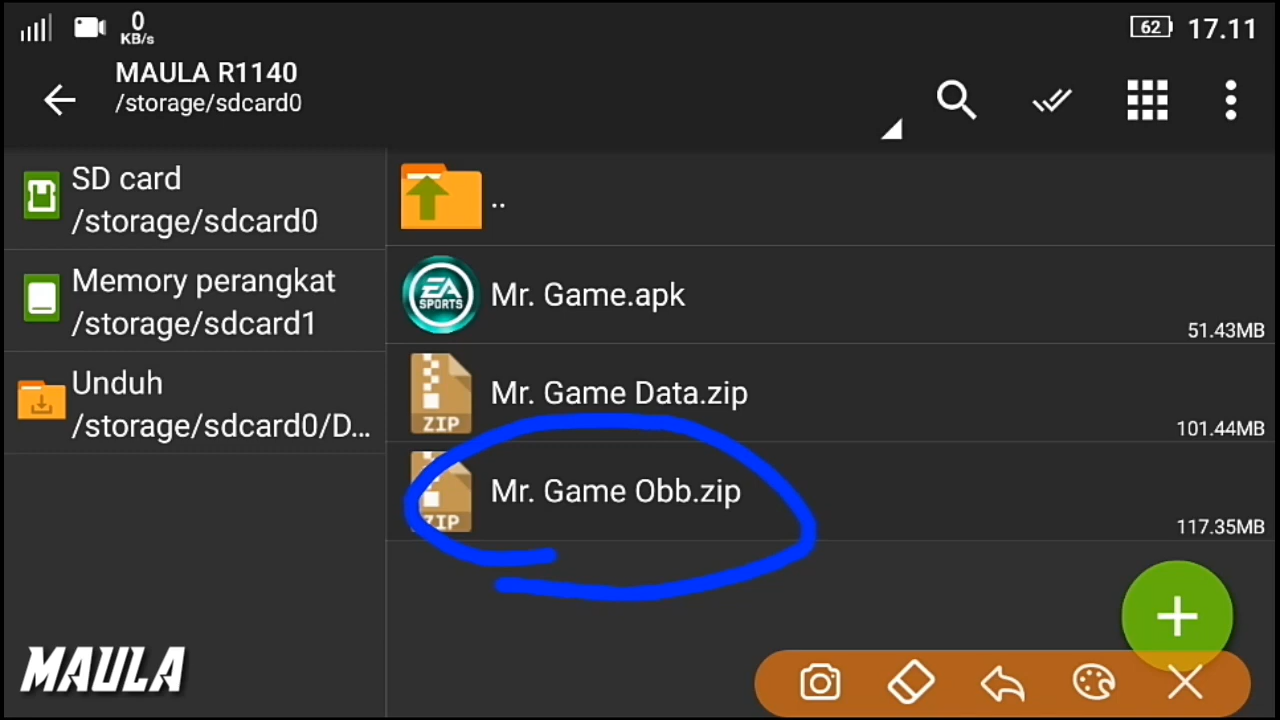 0
KB/s
62
17.11
MAULA R1140
/storage/sdcard0
SD card
/storage/sdcard0
Memory perangkat
/storage/sdcard1
Unduh
/storage/sdcard0/D...
..
EA
SPORTS
Mr. Game.apk
51.43MB
Mr. Game Data.zip
ZIP
101.44MB
Mr. Game Obb.zip
ZIP
117.35MB
MAULA